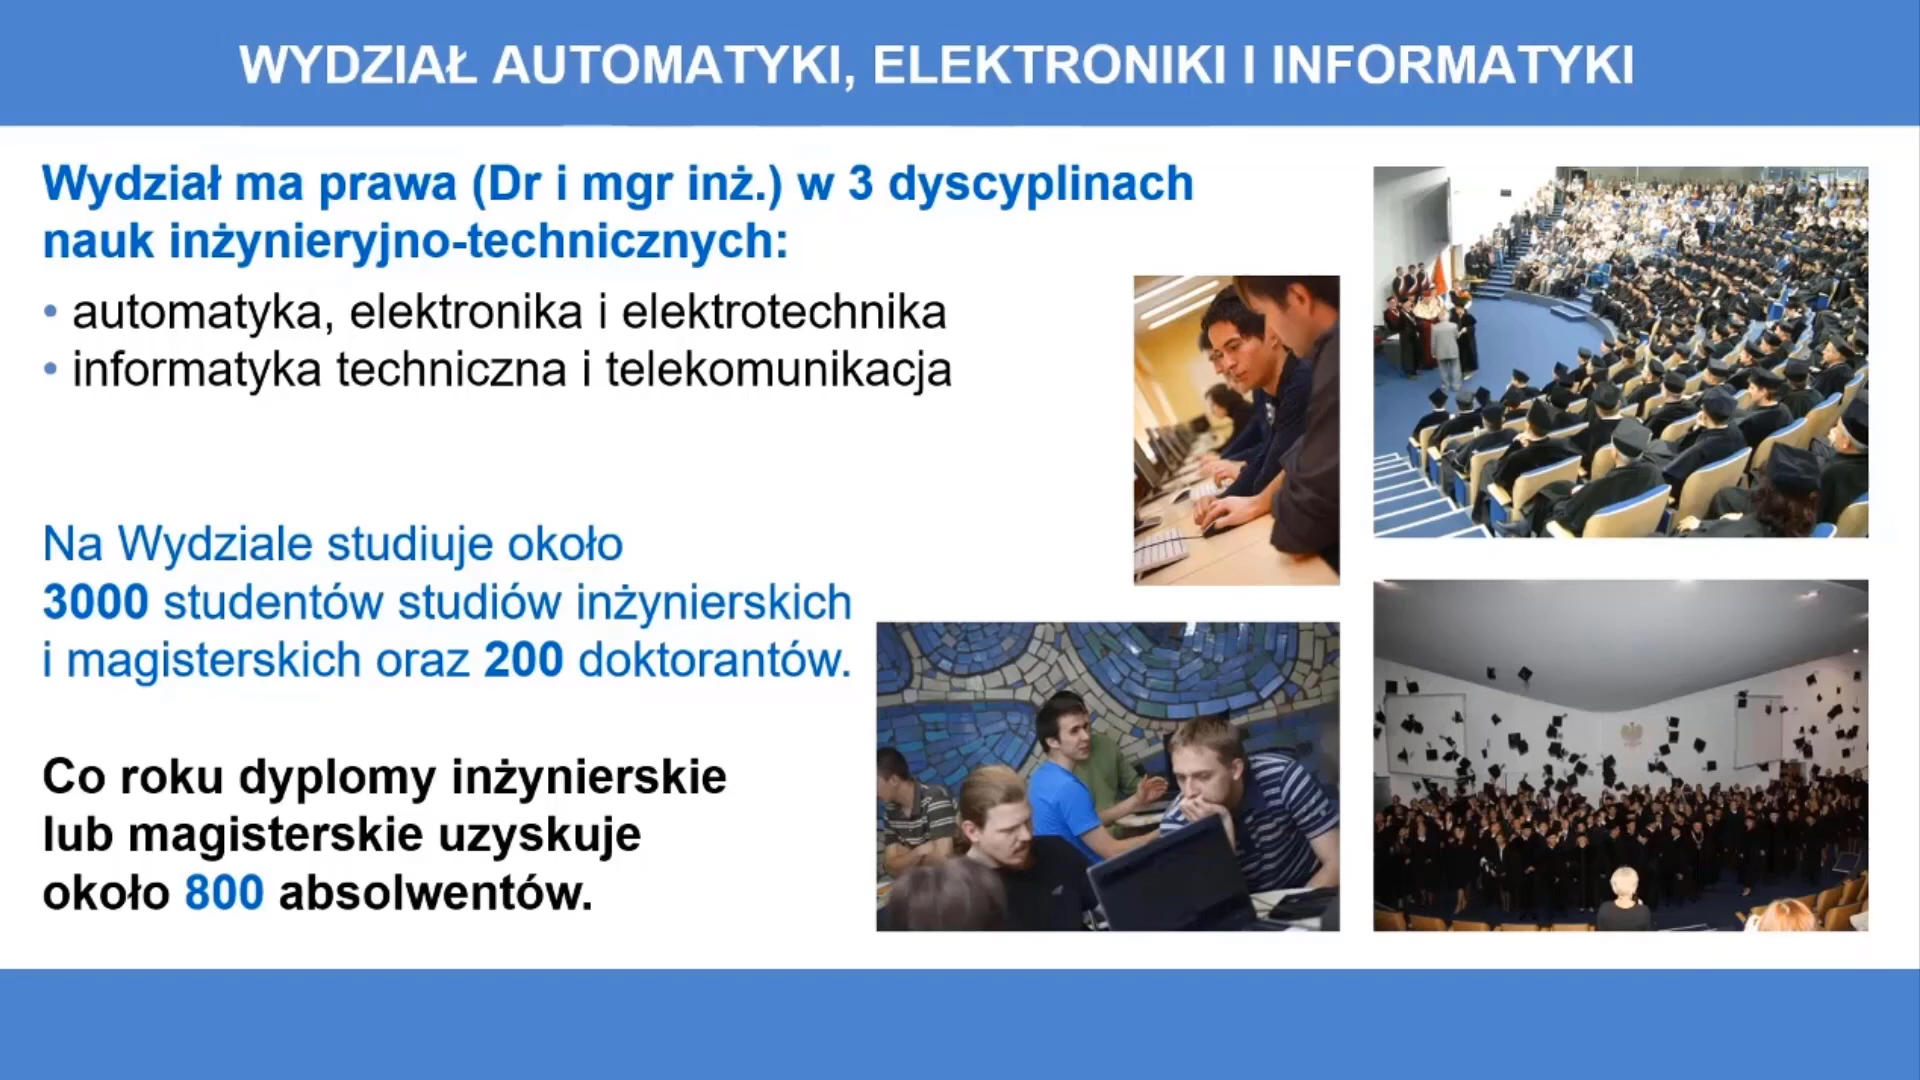 WYDZIAŁ AUTOMATYKI, ELEKTRONIKI I INFORMATYKI
Wydział ma prawa (Dr i mgr inż.) w 3 dyscyplinach
nauk inżynieryjno-technicznych:
• automatyka, elektronika i elektrotechnika
• informatyka techniczna i telekomunikacja
Na Wydziale studiuje około
3000 studentów studiów inżynierskich
i magisterskich oraz 200 doktorantów.
Co roku dyplomy inżynierskie
lub magisterskie uzyskuje
około 800 absolwentów.